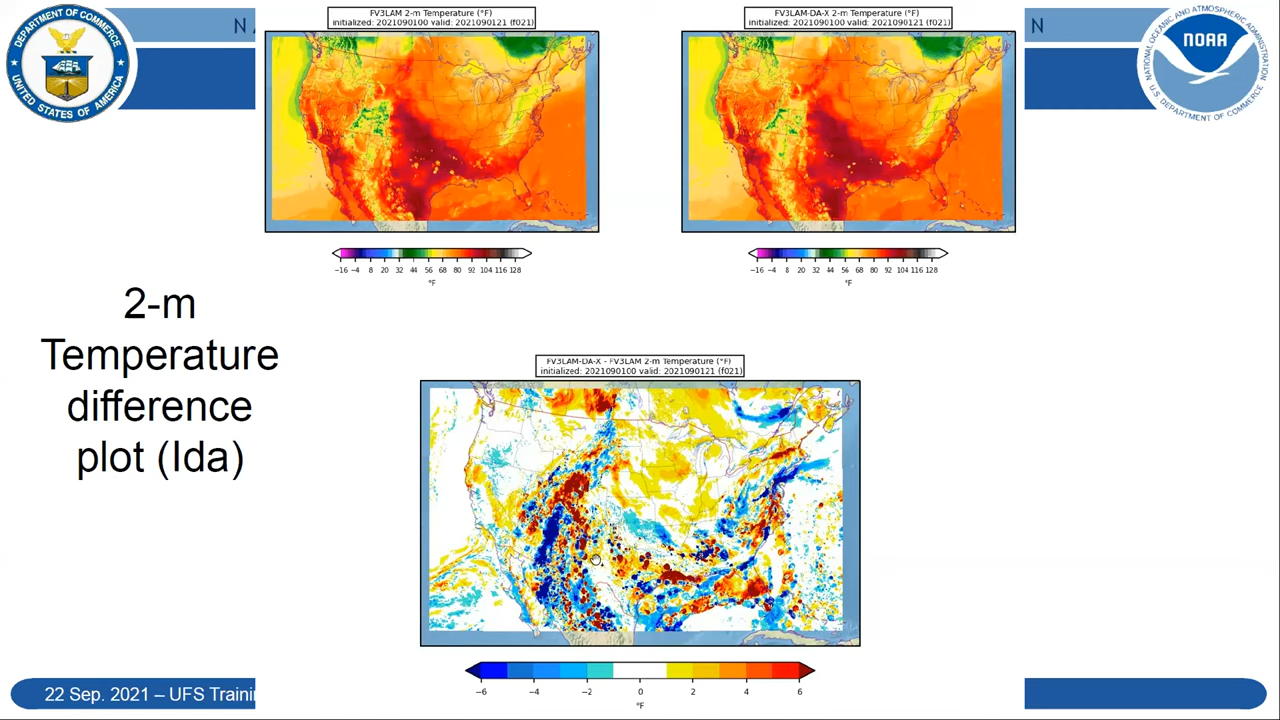 DEPARTMENT OF COMMERCE
UNITED STATES OF AMERICA
N
FV3LAM 2-m Temperature (°F)
initialized: 2021090100 valid: 2021090121 (f021)
−16 −4 8 20 32 44 56 68 80 92 104 116 128
°F
FV3LAM-DA-X 2-m Temperature (°F)
initialized: 2021090100 valid: 2021090121 (f021)
−16 −4 8 20 32 44 56 68 80 92 104 116 128
°F
N
NATIONAL OCEANIC AND ATMOSPHERIC ADMINISTRATION
NOAA
U.S. DEPARTMENT OF COMMERCE
2-m
Temperature
difference
plot (Ida)
FV3LAM-DA-X - FV3LAM 2-m Temperature (°F)
initialized: 2021090100 valid: 2021090121 (f021)
−6 −4 −2 0 2 4 6
°F
22 Sep. 2021 – UFS Trainin